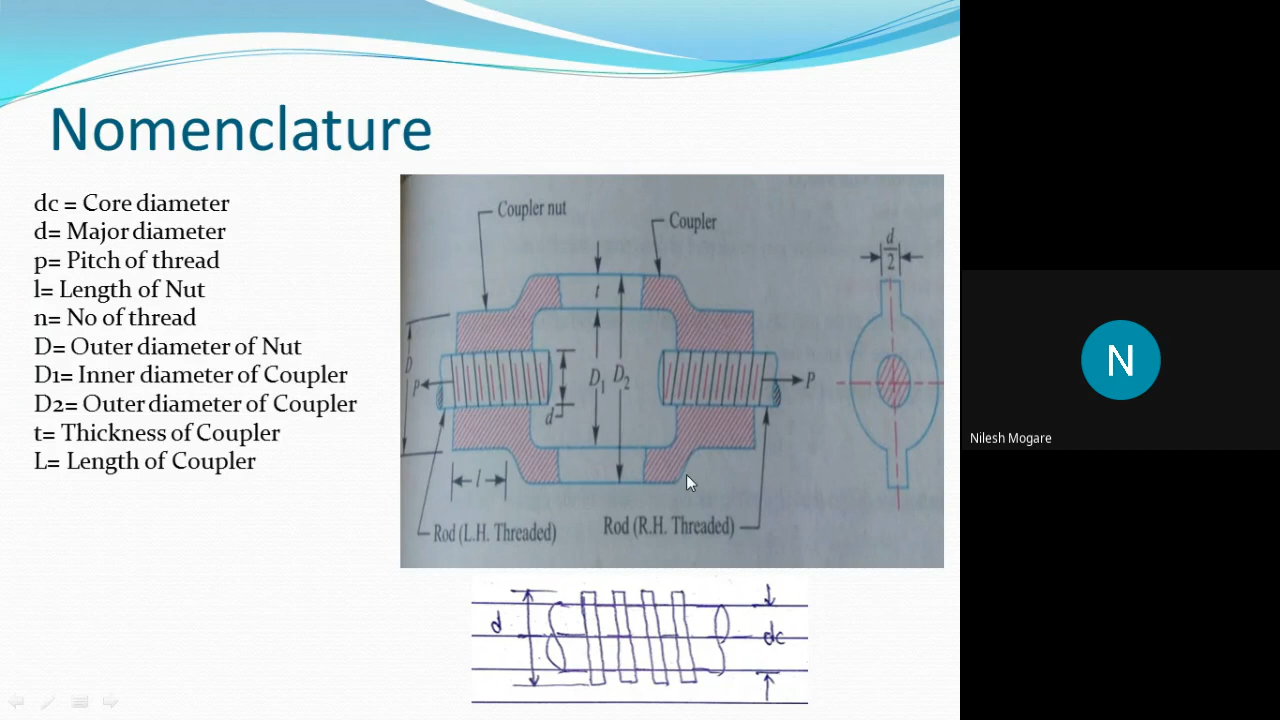 Nomenclature
dc = Core diameter
d= Major diameter
p= Pitch of thread
l= Length of Nut
n= No of thread
D= Outer diameter of Nut
D1= Inner diameter of Coupler
D2= Outer diameter of Coupler
t= Thickness of Coupler
L= Length of Coupler
Coupler nut
Coupler
d
2
t
D
P
D1
D2
P
d
l
Rod (L.H. Threaded)
Rod (R.H. Threaded)
d
dc
N
Nilesh Mogare